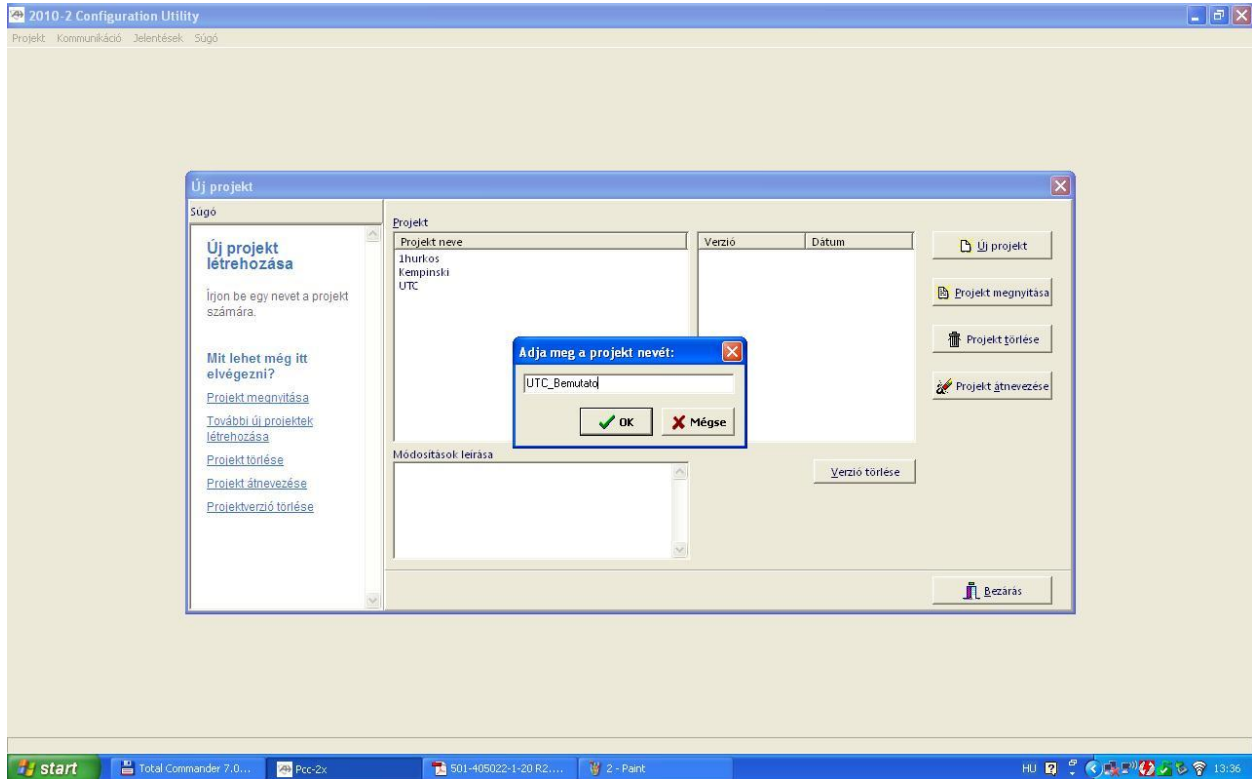 2010-2 Configuration Utility
Projekt Kommunikáció Jelentések Súgó
Új projekt
Súgó
Új projekt
létrehozása
Írjon be egy nevet a projekt
számára.
Mit lehet még itt
elvégezni?
Projekt megnyitása
További új projektek
létrehozása
Projekt törlése
Projekt átnevezése
Projektverzió törlése
Projekt
Projekt neve
1hurkos
Kempinski
UTC
Verzió Dátum
Új projekt
Projekt megnyitása
Projekt törlése
Projekt átnevezése
Adja meg a projekt nevét:
UTC_Bemutato
OK Mégse
Módosítások leírása
Verzió törlése
Bezárás
start Total Commander 7.0... Pcc-2x 501-405022-1-20 R2.... 2 - Paint HU 13:36